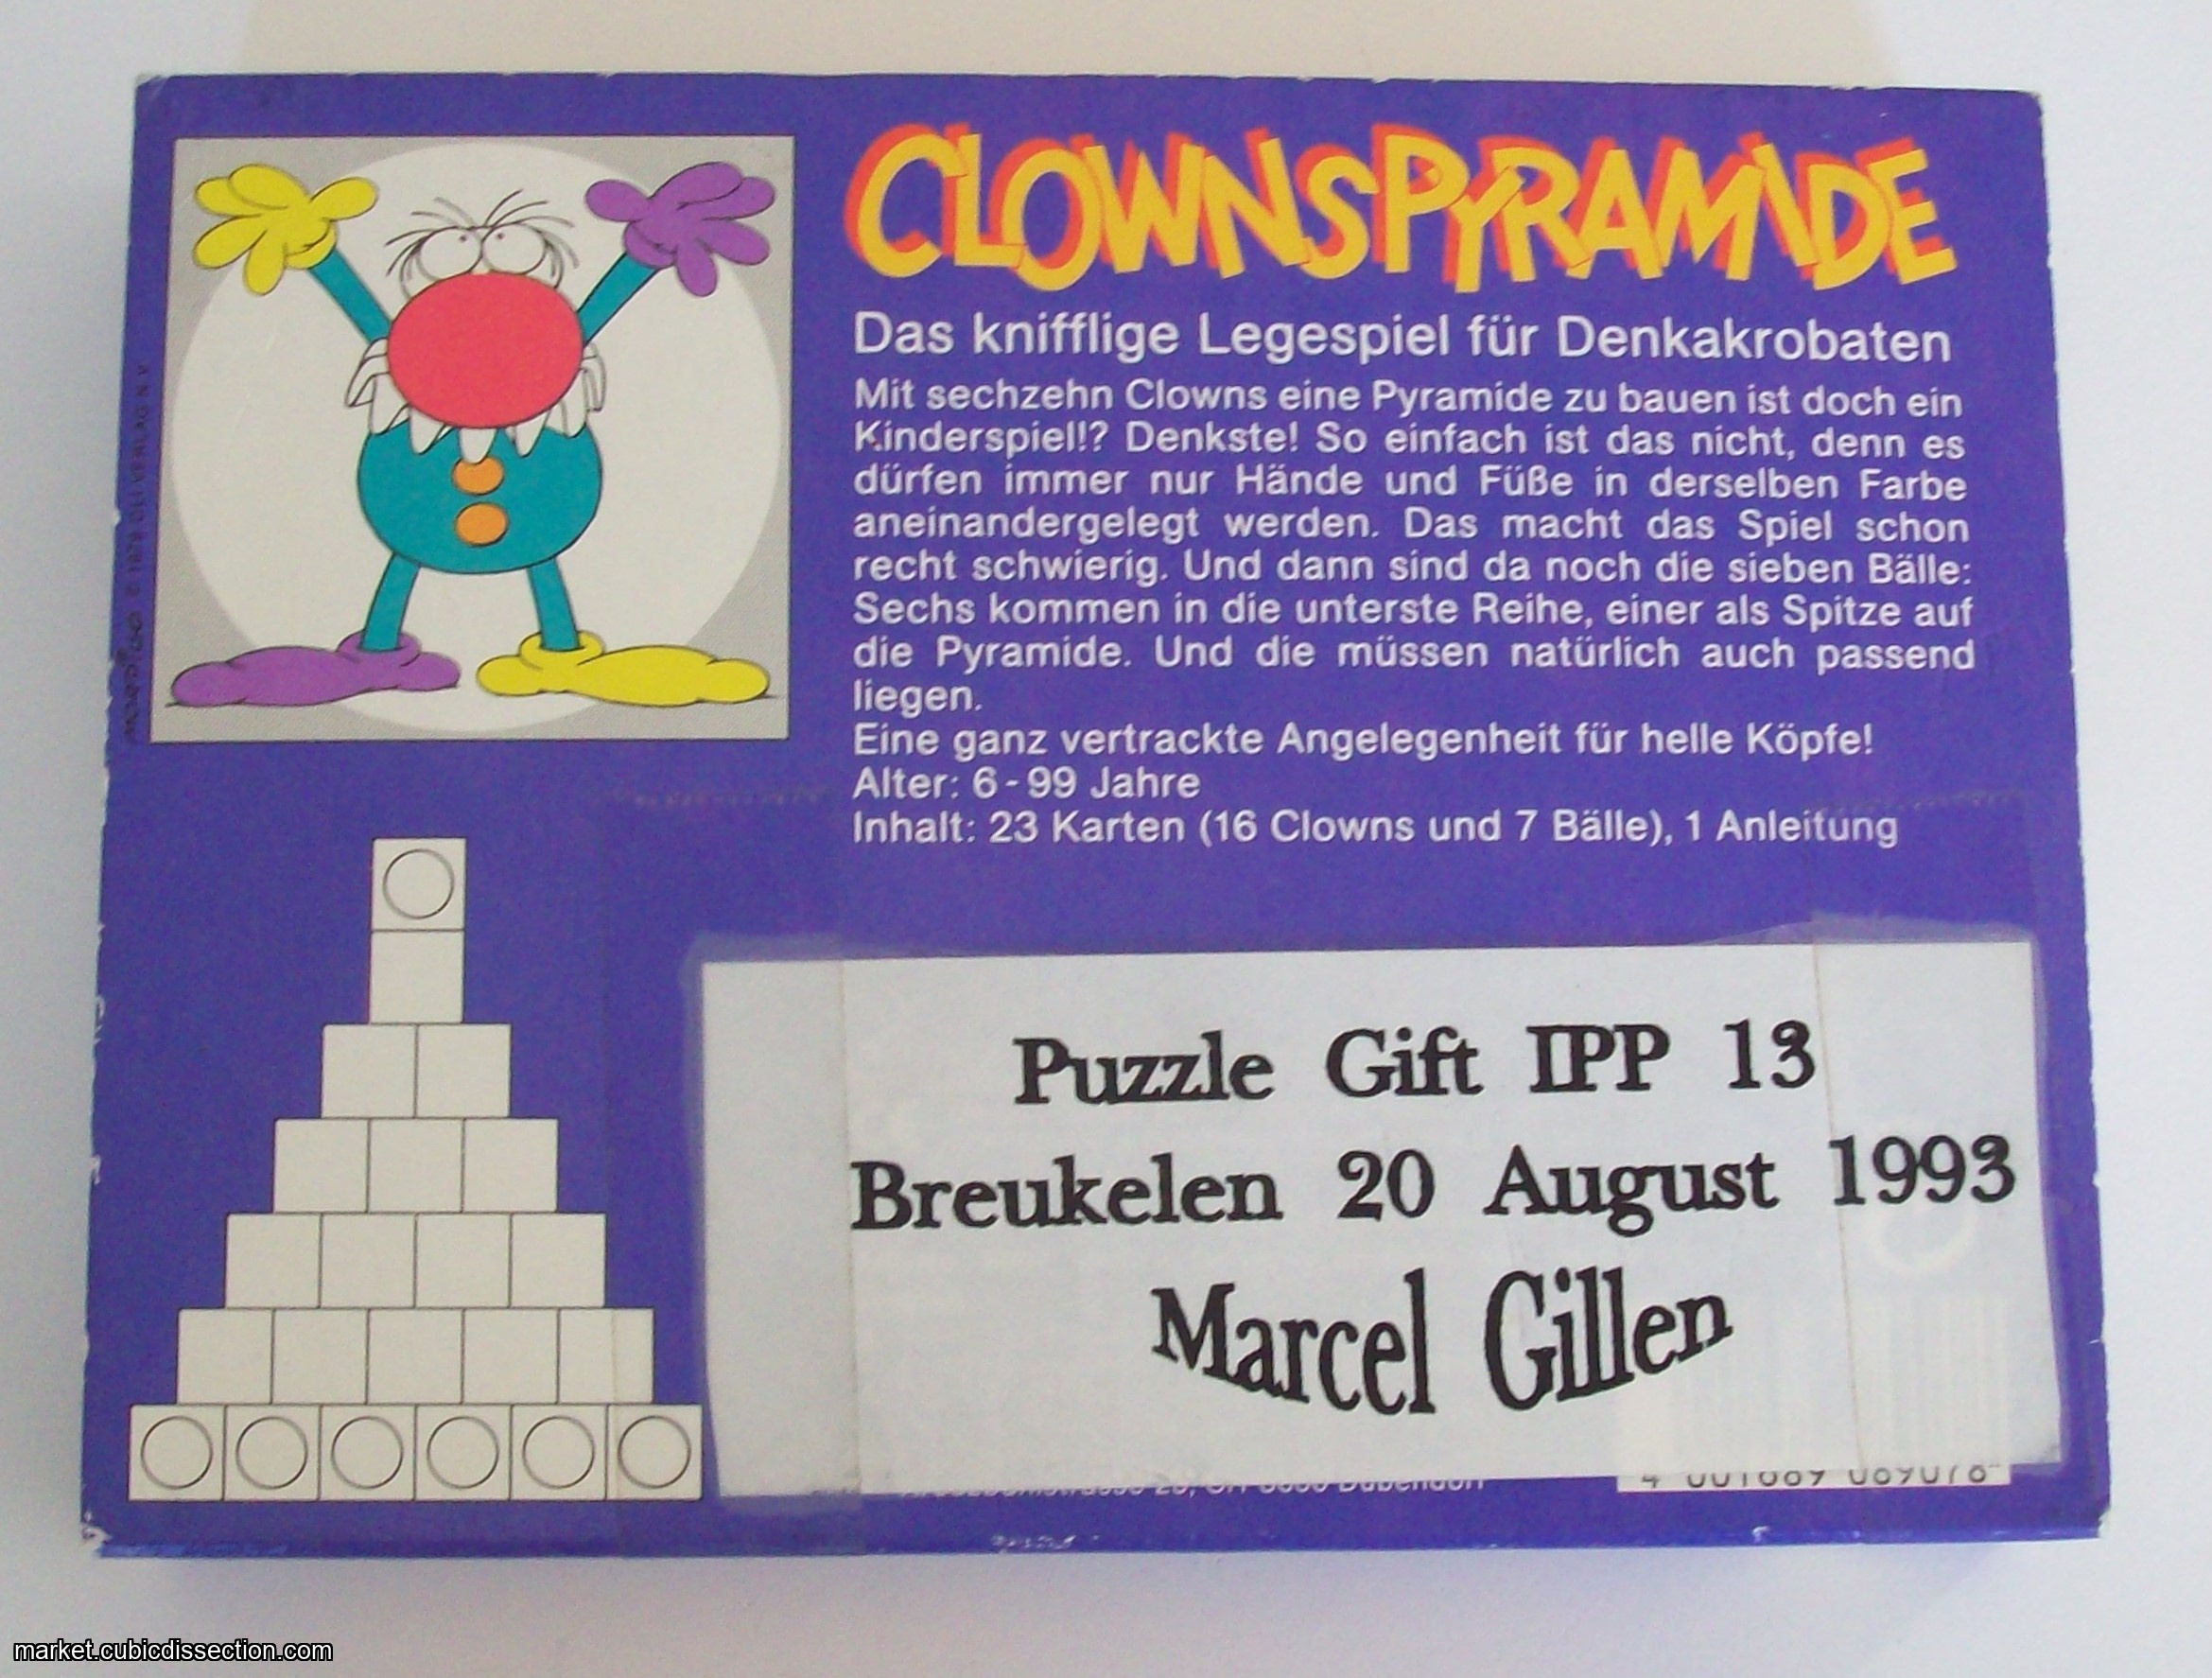 CLOWNSPYRAMIDE
Das knifflige Legespiel für Denkakrobaten
Mit sechzehn Clowns eine Pyramide zu bauen ist doch ein
Kinderspiel!? Denkste! So einfach ist das nicht, denn es
dürfen immer nur Hände und Füße in derselben Farbe
aneinandergelegt werden. Das macht das Spiel schon
recht schwierig. Und dann sind da noch die sieben Bälle:
Sechs kommen in die unterste Reihe, einer als Spitze auf
die Pyramide. Und die müssen natürlich auch passend
liegen.
Eine ganz vertrackte Angelegenheit für helle Köpfe!
Alter: 6-99 Jahre
Inhalt: 23 Karten (16 Clowns und 7 Bälle), 1 Anleitung
Puzzle Gift IPP 13
Breukelen 20 August 1993
Marcel Gillen
4 001689 089078
market.cubicdissection.com